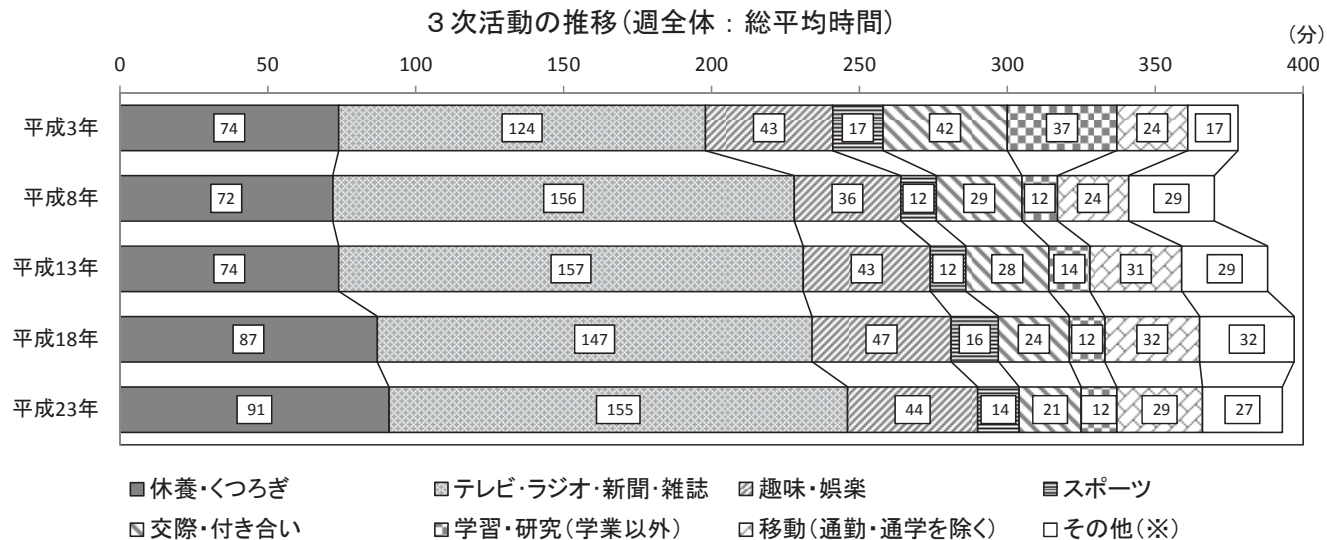 3次活動の推移(週全体:総平均時間)
(分)
0 50 100 150 200 250 300 350 400
平成3年 74 124 43 17 42 37 24 17
平成8年 72 156 36 12 29 12 24 29
平成13年 74 157 43 12 28 14 31 29
平成18年 87 147 47 16 24 12 32 32
平成23年 91 155 44 14 21 12 29 27
休養・くつろぎ テレビ・ラジオ・新聞・雑誌 趣味・娯楽 スポーツ
交際・付き合い 学習・研究(学業以外) 移動(通勤・通学を除く) その他(※)